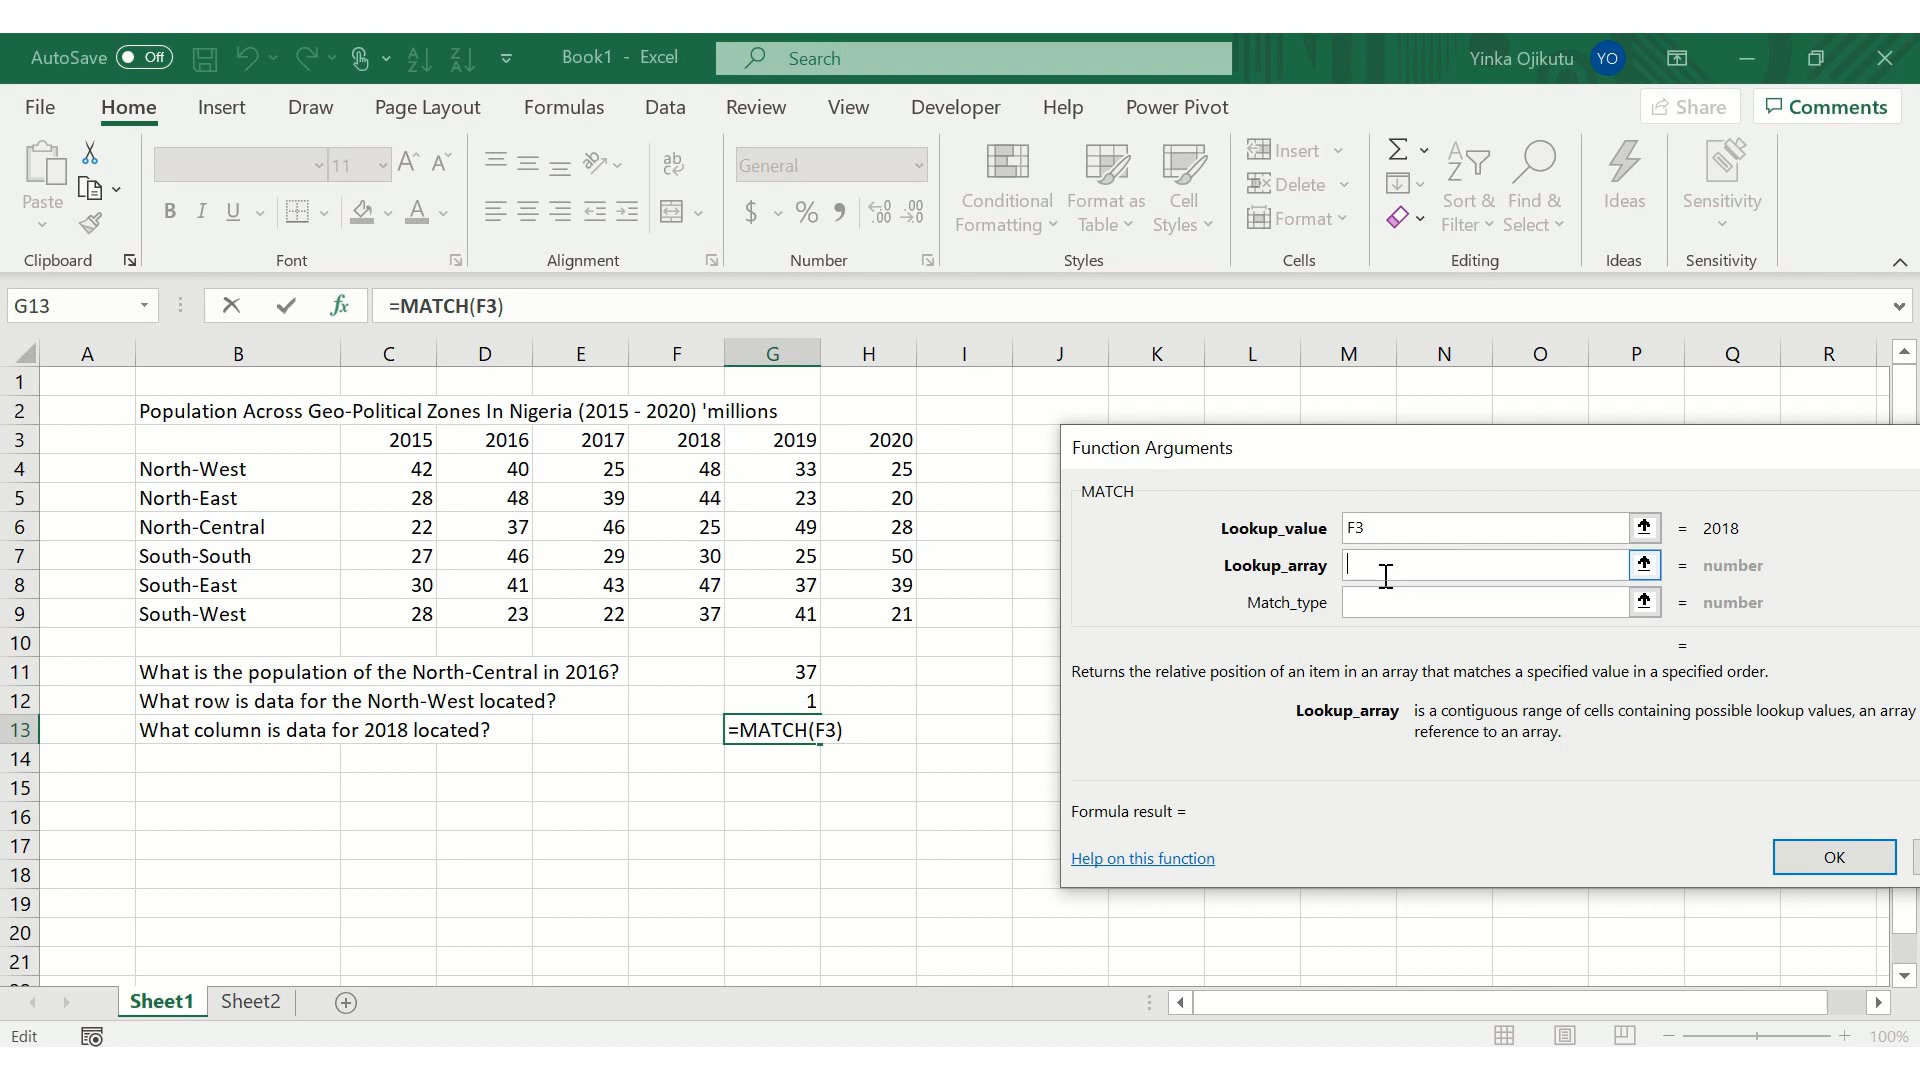 AutoSave Off Book1 - Excel Search Yinka Ojikutu YO
File Home Insert Draw Page Layout Formulas Data Review View Developer Help Power Pivot Share Comments
Paste 11 A A ab General Conditional Formatting Format as Table Cell Styles Insert Delete Format Sort & Filter Find & Select Ideas Sensitivity
B I U A $ % 9 .00 .00
Clipboard Font Alignment Number Styles Cells Editing Ideas Sensitivity
G13 fx =MATCH(F3)
A B C D E F G H I J K L M N O P Q R
1
2 Population Across Geo-Political Zones In Nigeria (2015 - 2020) 'millions
3 2015 2016 2017 2018 2019 2020
4 North-West 42 40 25 48 33 25
5 North-East 28 48 39 44 23 20
6 North-Central 22 37 46 25 49 28
7 South-South 27 46 29 30 25 50
8 South-East 30 41 43 47 37 39
9 South-West 28 23 22 37 41 21
10
11 What is the population of the North-Central in 2016? 37
12 What row is data for the North-West located? 1
13 What column is data for 2018 located? =MATCH(F3)
14
15
16
17
18
19
20
21
Function Arguments
MATCH
Lookup_value F3 = 2018
Lookup_array = number
Match_type = number
=
Returns the relative position of an item in an array that matches a specified value in a specified order.
Lookup_array is a contiguous range of cells containing possible lookup values, an array
reference to an array.
Formula result =
Help on this function OK
Sheet1 Sheet2
Edit 100%